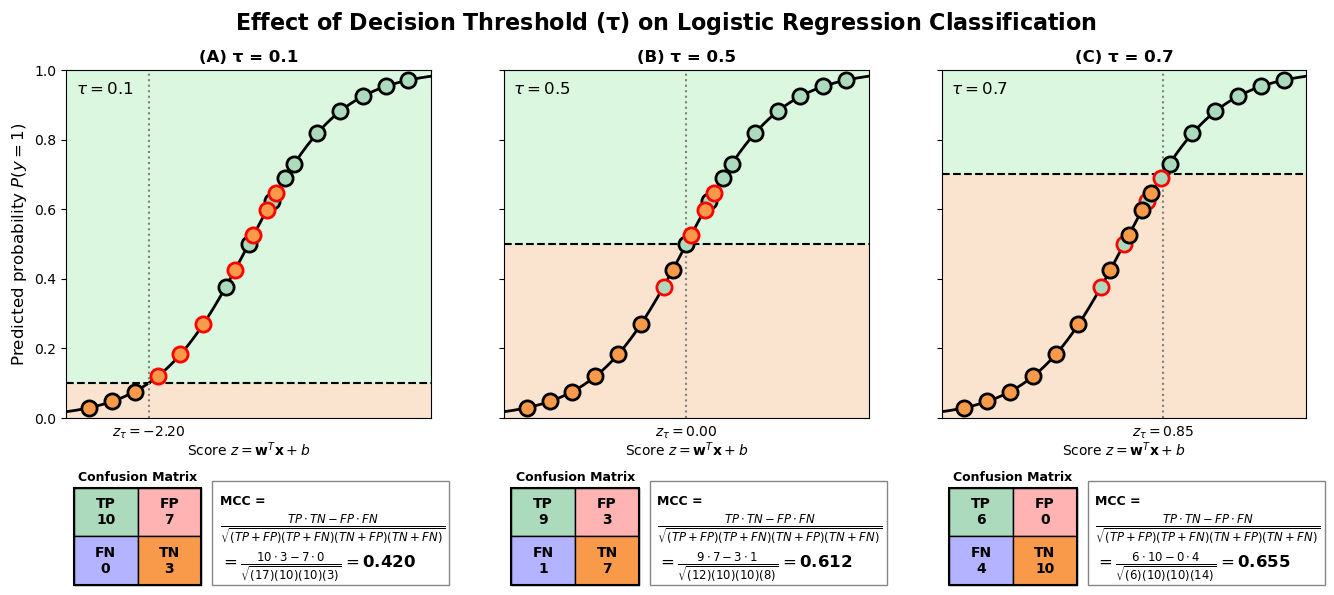 Effect of Decision Threshold (τ) on Logistic Regression Classification
(A) τ = 0.1
(B) τ = 0.5
(C) τ = 0.7
Predicted probability P(y = 1)
1.0
0.8
0.6
0.4
0.2
0.0
τ = 0.1
τ = 0.5
τ = 0.7
z_τ = −2.20
z_τ = 0.00
z_τ = 0.85
Score z = w^T x + b
Score z = w^T x + b
Score z = w^T x + b
Confusion Matrix
TP
10
FP
7
FN
0
TN
3
MCC =
TP · TN − FP · FN
√(TP + FP)(TP + FN)(TN + FP)(TN + FN)
= 10 · 3 − 7 · 0 / √(17)(10)(10)(3) = 0.420
Confusion Matrix
TP
9
FP
3
FN
1
TN
7
MCC =
TP · TN − FP · FN
√(TP + FP)(TP + FN)(TN + FP)(TN + FN)
= 9 · 7 − 3 · 1 / √(12)(10)(10)(8) = 0.612
Confusion Matrix
TP
6
FP
0
FN
4
TN
10
MCC =
TP · TN − FP · FN
√(TP + FP)(TP + FN)(TN + FP)(TN + FN)
= 6 · 10 − 0 · 4 / √(6)(10)(10)(14) = 0.655